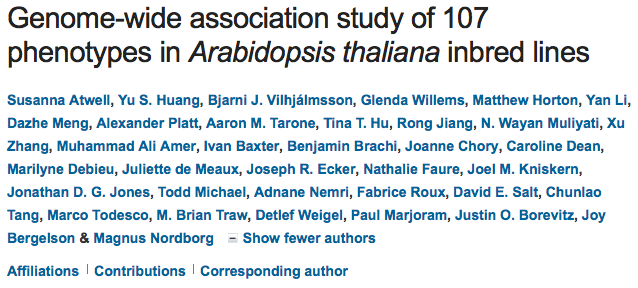 Genome-wide association study of 107
phenotypes in Arabidopsis thaliana inbred lines
Susanna Atwell, Yu S. Huang, Bjarni J. Vilhjálmsson, Glenda Willems, Matthew Horton, Yan Li,
Dazhe Meng, Alexander Platt, Aaron M. Tarone, Tina T. Hu, Rong Jiang, N. Wayan Muliyati, Xu
Zhang, Muhammad Ali Amer, Ivan Baxter, Benjamin Brachi, Joanne Chory, Caroline Dean,
Marilyne Debieu, Juliette de Meaux, Joseph R. Ecker, Nathalie Faure, Joel M. Kniskern,
Jonathan D. G. Jones, Todd Michael, Adnane Nemri, Fabrice Roux, David E. Salt, Chunlao
Tang, Marco Todesco, M. Brian Traw, Detlef Weigel, Paul Marjoram, Justin O. Borevitz, Joy
Bergelson & Magnus Nordborg – Show fewer authors
Affiliations | Contributions | Corresponding author